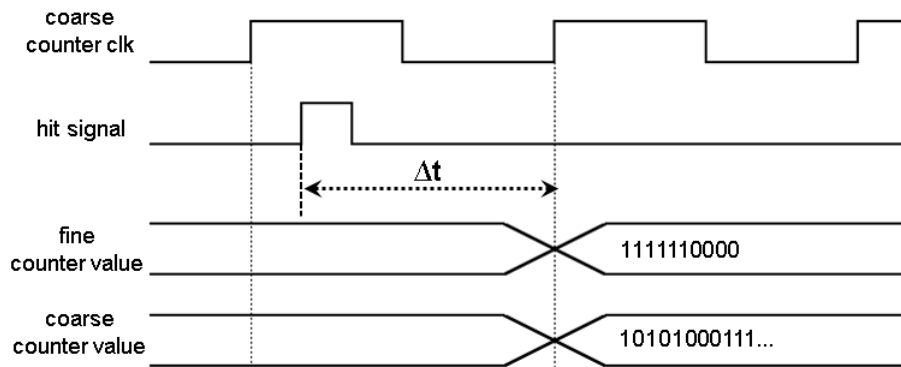 coarse
counter clk
hit signal
Δt
fine
counter value
1111110000
coarse
counter value
10101000111...